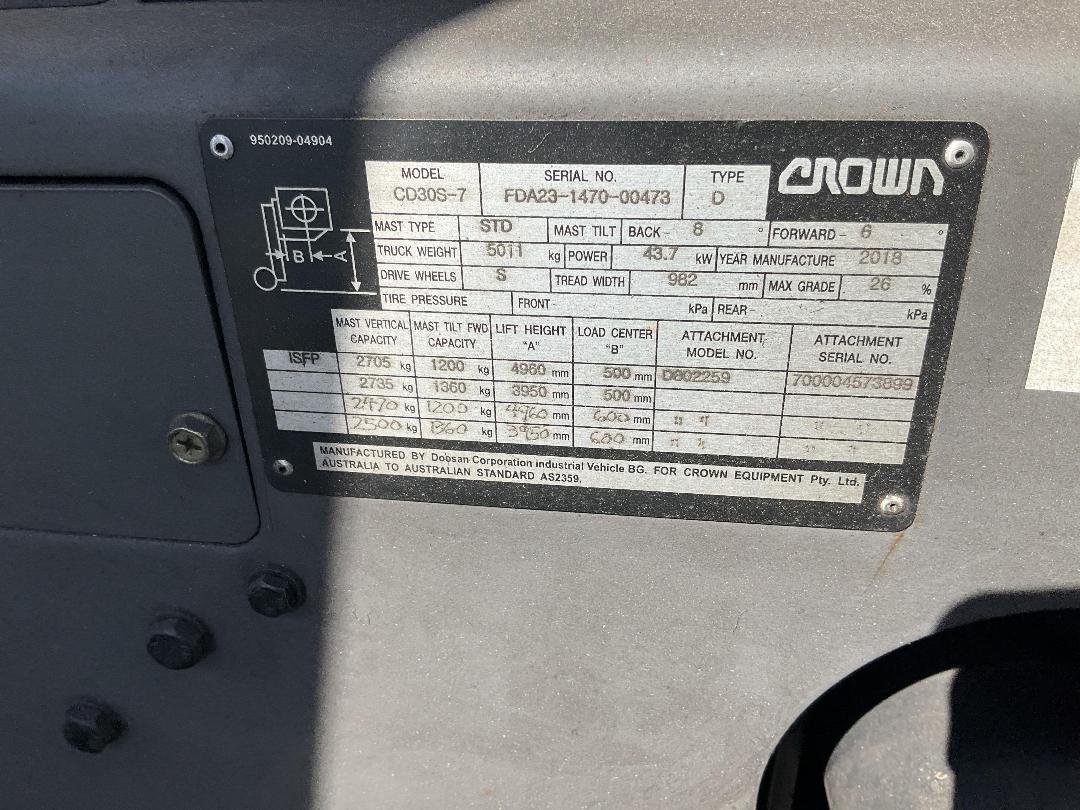 950209-04904
CROWN
MODEL CD30S-7 SERIAL NO. FDA23-1470-00473 TYPE D
MAST TYPE STD MAST TILT BACK- 8 ° FORWARD- 6 °
TRUCK WEIGHT 5011 kg POWER 43.7 kW YEAR MANUFACTURE 2018
DRIVE WHEELS S TREAD WIDTH 982 mm MAX GRADE 26 %
TIRE PRESSURE FRONT- kPa REAR- kPa
MAST VERTICAL CAPACITY MAST TILT FWD CAPACITY LIFT HEIGHT "A" LOAD CENTER "B" ATTACHMENT MODEL NO. ATTACHMENT SERIAL NO.
ISFP 2705 kg 1200 kg 4960 mm 500 mm D802259 700004573899
2735 kg 1360 kg 3950 mm 500 mm
2470 kg 1200 kg 4960 mm 600 mm " " " "
2500 kg 1360 kg 3950 mm 600 mm " " " "
B A
MANUFACTURED BY Doosan Corporation industrial Vehicle BG. FOR CROWN EQUIPMENT Pty. Ltd.
AUSTRALIA TO AUSTRALIAN STANDARD AS2359.